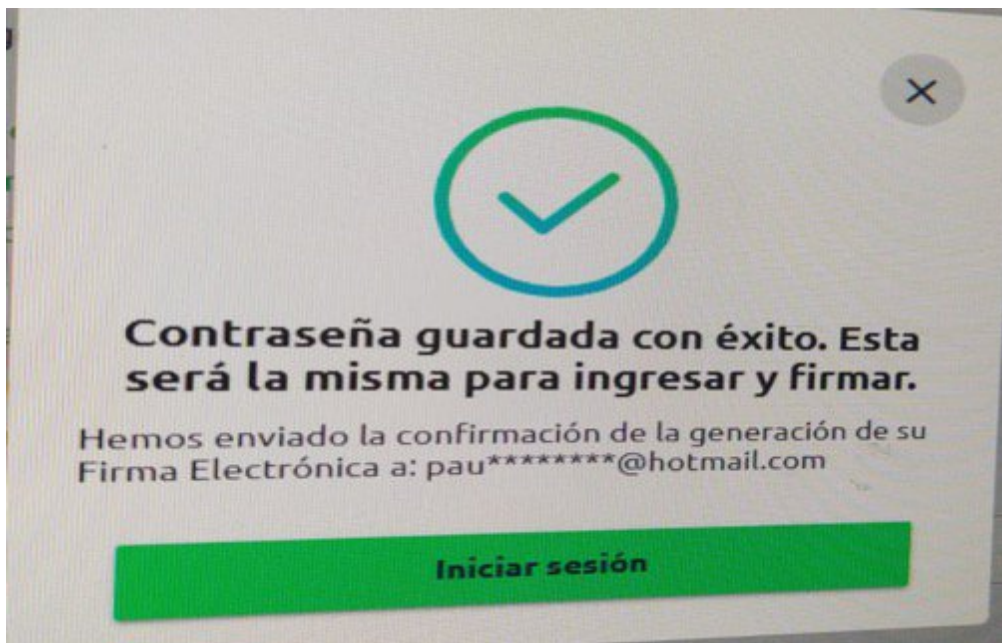 Contraseña guardada con éxito. Esta
será la misma para ingresar y firmar.
Hemos enviado la confirmación de la generación de su
Firma Electrónica a: pau********@hotmail.com
Iniciar sesión